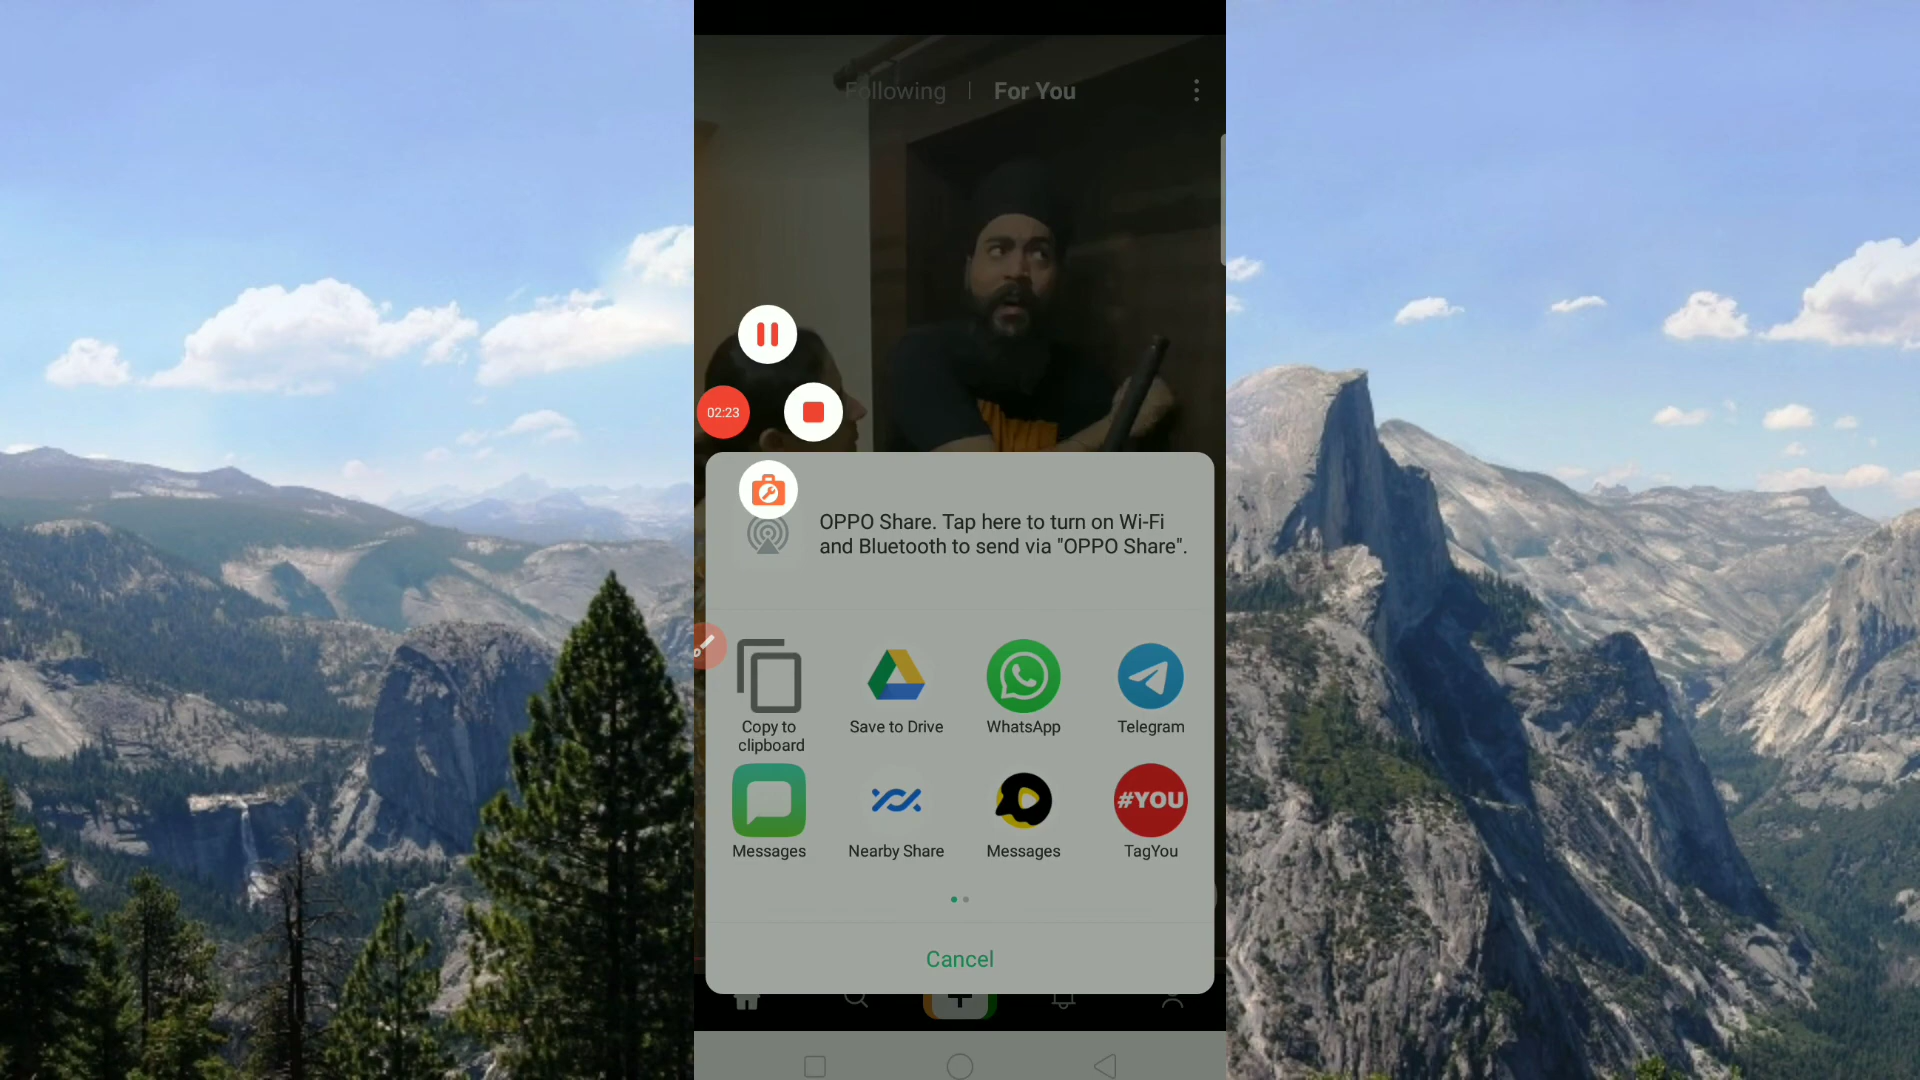 Following | For You
02:23
OPPO Share. Tap here to turn on Wi-Fi
and Bluetooth to send via "OPPO Share".
Copy to
clipboard
Save to Drive
WhatsApp
Telegram
Messages
Nearby Share
Messages
#YOU
TagYou
Cancel